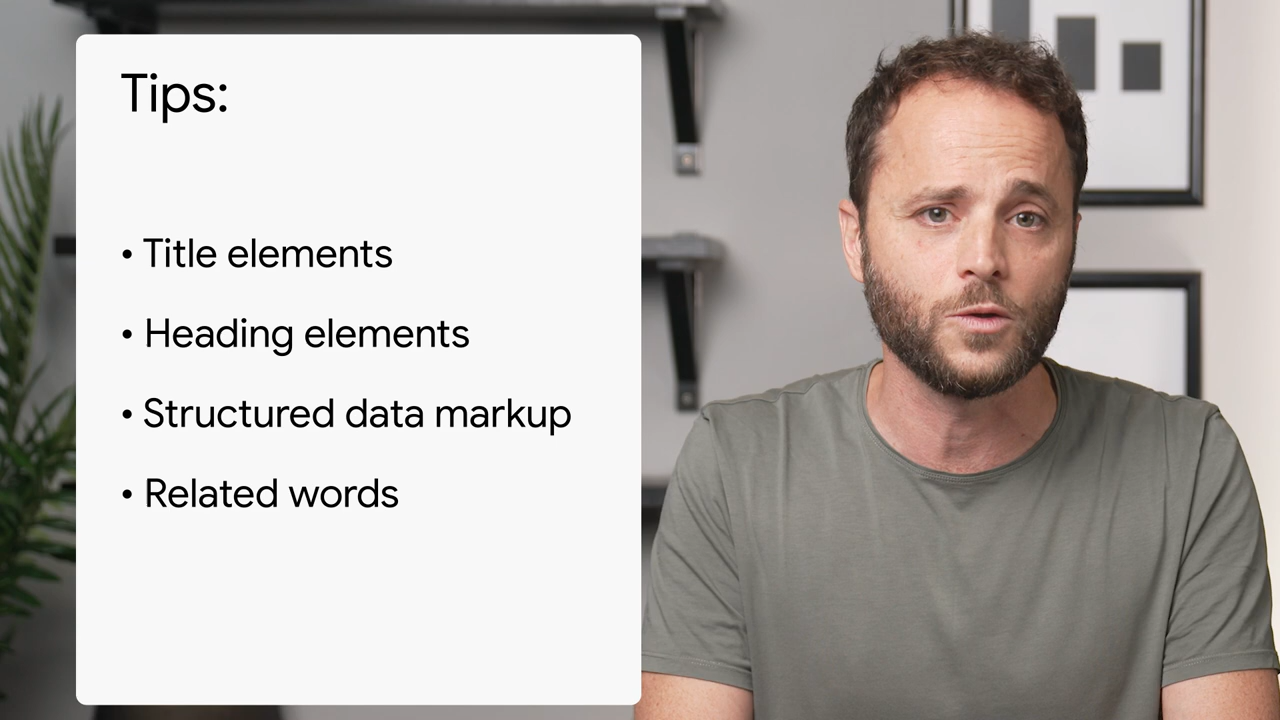 Tips:
• Title elements
• Heading elements
• Structured data markup
• Related words